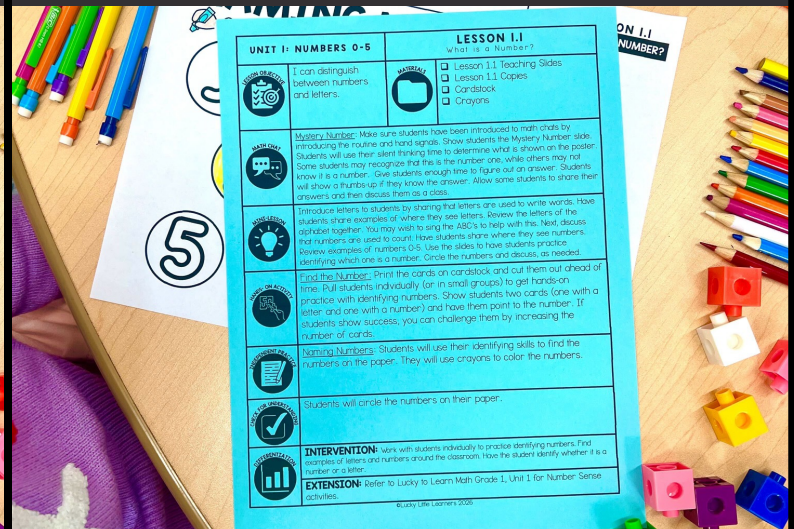 UNIT 1: NUMBERS 0-5
LESSON 1.1
What is a Number?
LESSON OBJECTIVE
I can distinguish
between numbers
and letters.
MATERIALS
Lesson 1.1 Teaching Slides
Lesson 1.1 Copies
Cardstock
Crayons
MATH CHAT
Mystery Number: Make sure students have been introduced to math chats by
introducing the routine and hand signals. Show students the Mystery Number slide.
Students will use their silent thinking time to determine what is shown on the poster.
Some students may recognize that this is the number one, while others may not
know it is a number. Give students enough time to figure out an answer. Students
will show a thumbs-up if they know the answer. Allow some students to share their
answers and then discuss them as a class.
MINI-LESSON
Introduce letters to students by sharing that letters are used to write words. Have
students share examples of where they see letters. Review the letters of the
alphabet together. You may wish to sing the ABC's to help with this. Next, discuss
that numbers are used to count. Have students share where they see numbers.
Review examples of numbers 0-5. Use the slides to have students practice
identifying which one is a number. Circle the numbers and discuss, as needed.
HANDS-ON ACTIVITY
Find the Number: Print the cards on cardstock and cut them out ahead of
time. Pull students individually (or in small groups) to get hands-on
practice with identifying numbers. Show students two cards (one with a
letter and one with a number) and have them point to the number. If
students show success, you can challenge them by increasing the
number of cards.
INDEPENDENT PRACTICE
Naming Numbers: Students will use their identifying skills to find the
numbers on the paper. They will use crayons to color the numbers.
CHECK FOR UNDERSTANDING
Students will circle the numbers on their paper.
DIFFERENTIATION
INTERVENTION: Work with students individually to practice identifying numbers. Find
examples of letters and numbers around the classroom. Have the student identify whether it is a
number or a letter.
EXTENSION: Refer to Lucky to Learn Math Grade 1, Unit 1 for Number Sense
activities.
©Lucky Little Learners 2026
5
ON 1.1
NUMBER?